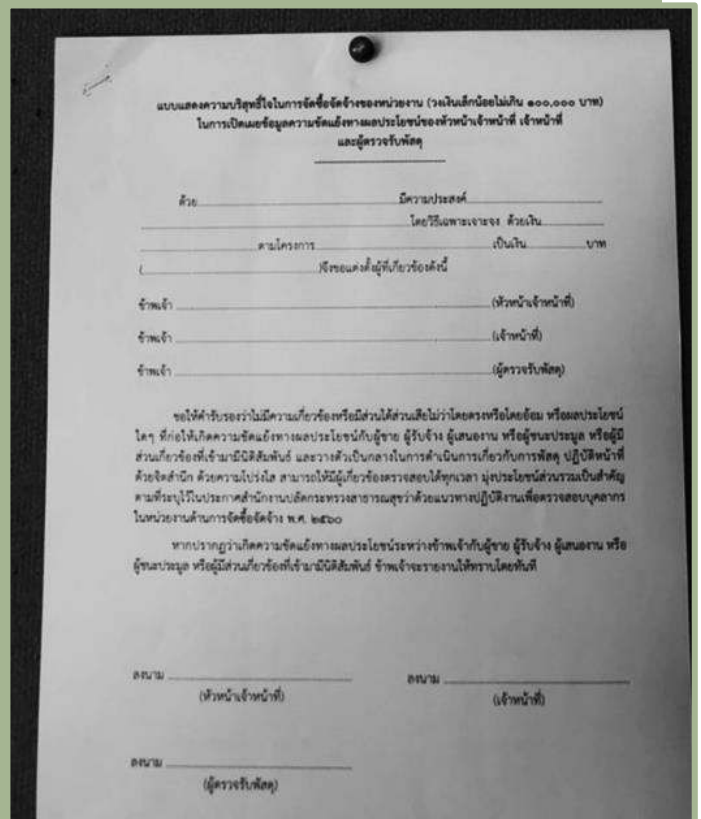 แบบแสดงความบริสุทธิ์ใจในการจัดซื้อจัดจ้างของหน่วยงาน (วงเงินเล็กน้อยไม่เกิน ๑๐๐,๐๐๐ บาท)
ในการเปิดเผยข้อมูลความขัดแย้งทางผลประโยชน์ของหัวหน้าเจ้าหน้าที่ เจ้าหน้าที่
และผู้ตรวจรับพัสดุ
ด้วย................................................มีความประสงค์................................
................................................โดยวิธีเฉพาะเจาะจง ด้วยเงิน................
................ตามโครงการ................................เป็นเงิน................บาท
(................................)จึงขอแต่งตั้งผู้ที่เกี่ยวข้องดังนี้
ข้าพเจ้า ................................................(หัวหน้าเจ้าหน้าที่)
ข้าพเจ้า ................................................(เจ้าหน้าที่)
ข้าพเจ้า ................................................(ผู้ตรวจรับพัสดุ)
ขอให้คำรับรองว่าไม่มีความเกี่ยวข้องหรือมีส่วนได้ส่วนเสียไม่ว่าโดยตรงหรือโดยอ้อม หรือผลประโยชน์
ใดๆ ที่ก่อให้เกิดความขัดแย้งทางผลประโยชน์กับผู้ขาย ผู้รับจ้าง ผู้เสนองาน หรือผู้ชนะประมูล หรือผู้มี
ส่วนเกี่ยวข้องที่เข้ามามีนิติสัมพันธ์ และวางตัวเป็นกลางในการดำเนินการเกี่ยวกับการพัสดุ ปฏิบัติหน้าที่
ด้วยจิตสำนึก ด้วยความโปร่งใส สามารถให้มีผู้เกี่ยวข้องตรวจสอบได้ทุกเวลา มุ่งประโยชน์ส่วนรวมเป็นสำคัญ
ตามที่ระบุไว้ในประกาศสำนักงานปลัดกระทรวงสาธารณสุขว่าด้วยแนวทางปฏิบัติงานเพื่อตรวจสอบบุคลากร
ในหน่วยงานด้านการจัดซื้อจัดจ้าง พ.ศ. ๒๕๖๐
หากปรากฏว่าเกิดความขัดแย้งทางผลประโยชน์ระหว่างข้าพเจ้ากับผู้ขาย ผู้รับจ้าง ผู้เสนองาน หรือ
ผู้ชนะประมูล หรือผู้มีส่วนเกี่ยวข้องที่เข้ามามีนิติสัมพันธ์ ข้าพเจ้าจะรายงานให้ทราบโดยทันที
ลงนาม ................................ ลงนาม ................................
(หัวหน้าเจ้าหน้าที่) (เจ้าหน้าที่)
ลงนาม ................................
(ผู้ตรวจรับพัสดุ)